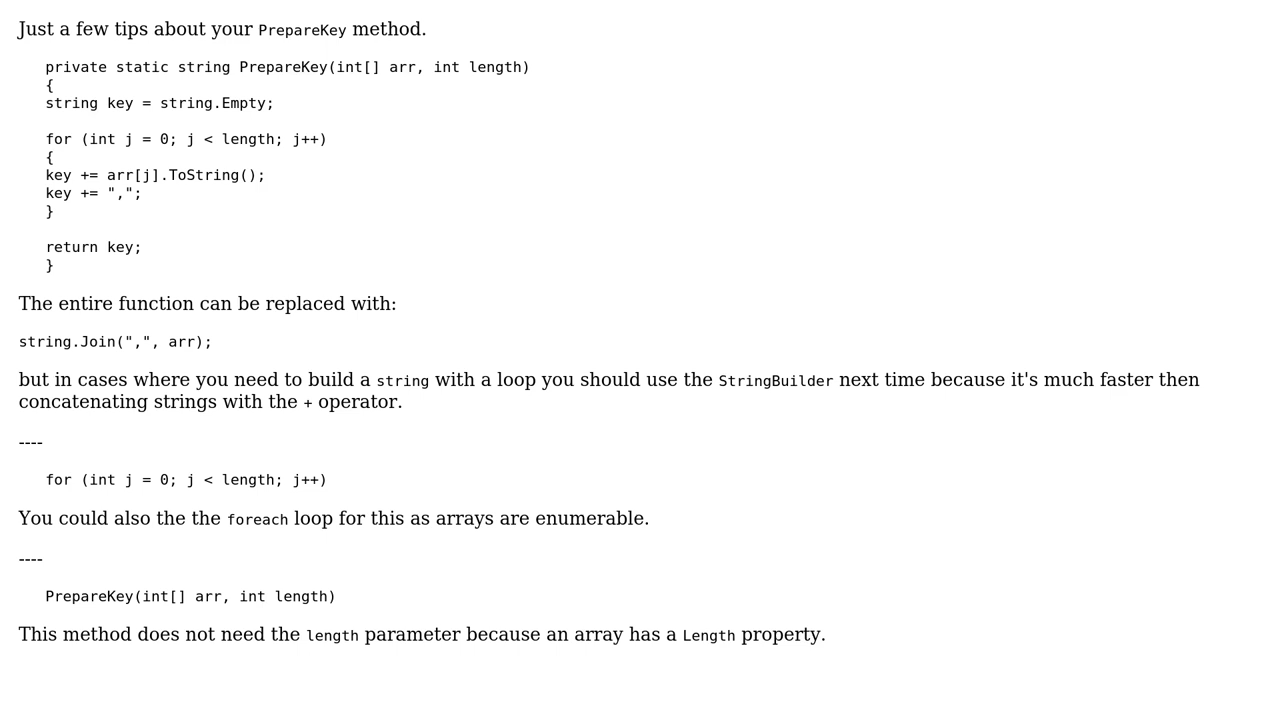 Just a few tips about your PrepareKey method.
private static string PrepareKey(int[] arr, int length)
{
string key = string.Empty;
for (int j = 0; j < length; j++)
{
key += arr[j].ToString();
key += ",";
}
return key;
}
The entire function can be replaced with:
string.Join(",", arr);
but in cases where you need to build a string with a loop you should use the StringBuilder next time because it's much faster then
concatenating strings with the + operator.
----
for (int j = 0; j < length; j++)
You could also the the foreach loop for this as arrays are enumerable.
----
PrepareKey(int[] arr, int length)
This method does not need the length parameter because an array has a Length property.